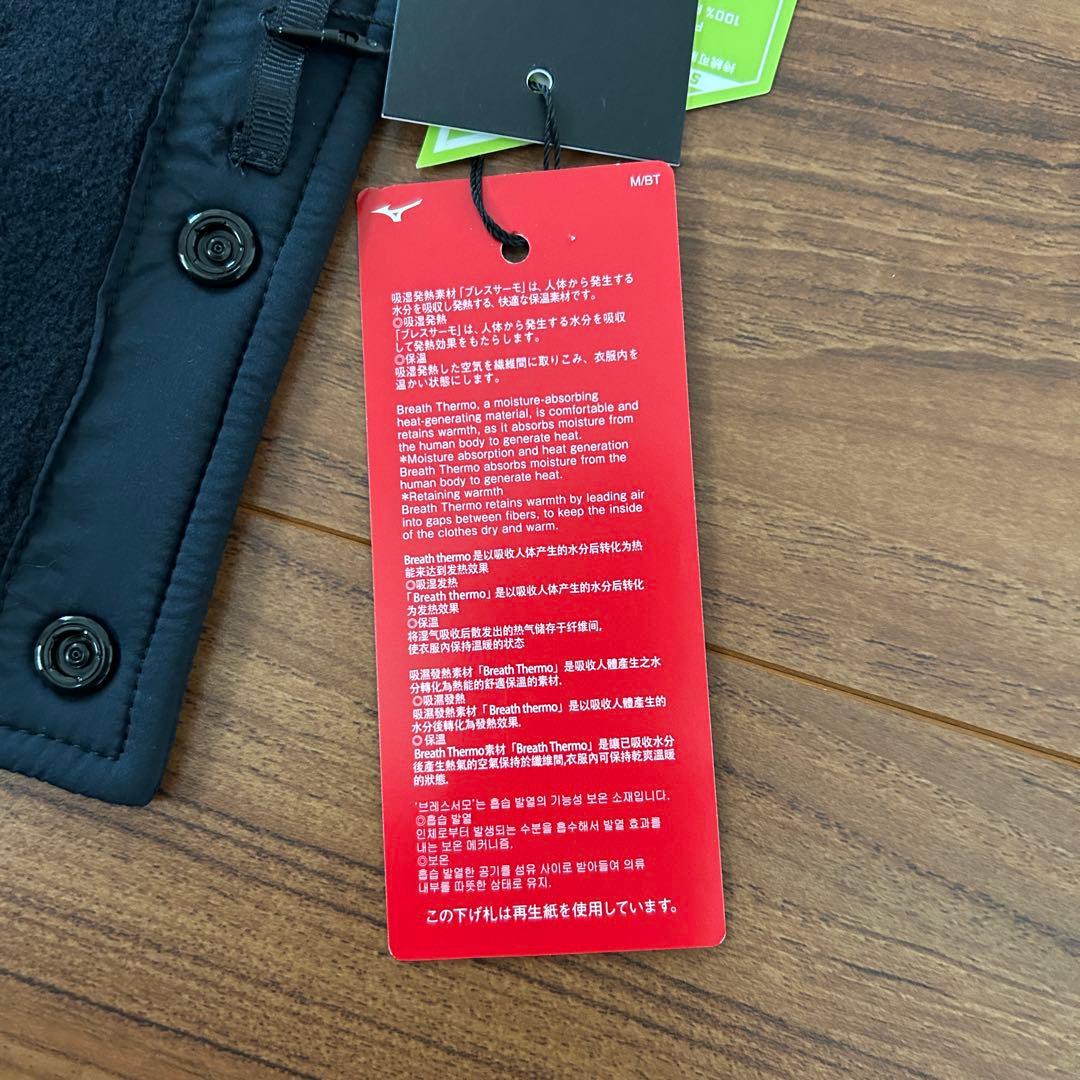 100%
持続可
S
M/BT
吸湿発熱素材「ブレスサーモ」は、人体から発生する
水分を吸収し発熱する、快適な保温素材です。
◎吸湿発熱
「ブレスサーモ」は、人体から発生する水分を吸収
して発熱効果をもたらします。
◎保温
吸湿発熱した空気を繊維間に取りこみ、衣服内を
温かい状態にします。
Breath Thermo, a moisture-absorbing
heat-generating material, is comfortable and
retains warmth, as it absorbs moisture from
the human body to generate heat.
*Moisture absorption and heat generation
Breath Thermo absorbs moisture from the
human body to generate heat.
*Retaining warmth
Breath Thermo retains warmth by leading air
into gaps between fibers, to keep the inside
of the clothes dry and warm.
Breath thermo 是以吸收人体产生的水分后转化为热
能来达到发热效果
◎吸湿发热
「Breath thermo」是以吸收人体产生的水分后转化
为发热效果
◎保温
将湿气吸收后散发出的热气储存于纤维间,
使衣服內保持温暖的状态
吸濕發熱素材「Breath Thermo」是吸收人體產生之水
分轉化為熱能的舒適保溫的素材.
◎吸濕發熱
吸濕發熱素材「Breath thermo」是以吸收人體產生的
水分後轉化為發熱效果.
◎保溫
Breath Thermo素材「Breath Thermo」是讓已吸收水分
後產生熱氣的空氣保持於纖維間,衣服內可保持乾爽溫暖
的狀態.
'브레스서모'는 흡습 발열의 기능성 보온 소재입니다.
◎흡습 발열
인체로부터 발생되는 수분을 흡수해서 발열 효과를
내는 보온 메커니즘.
◎보온
흡습 발열한 공기를 섬유 사이로 받아들여 의류
내부를 따뜻한 상태로 유지.
この下げ札は再生紙を使用しています。